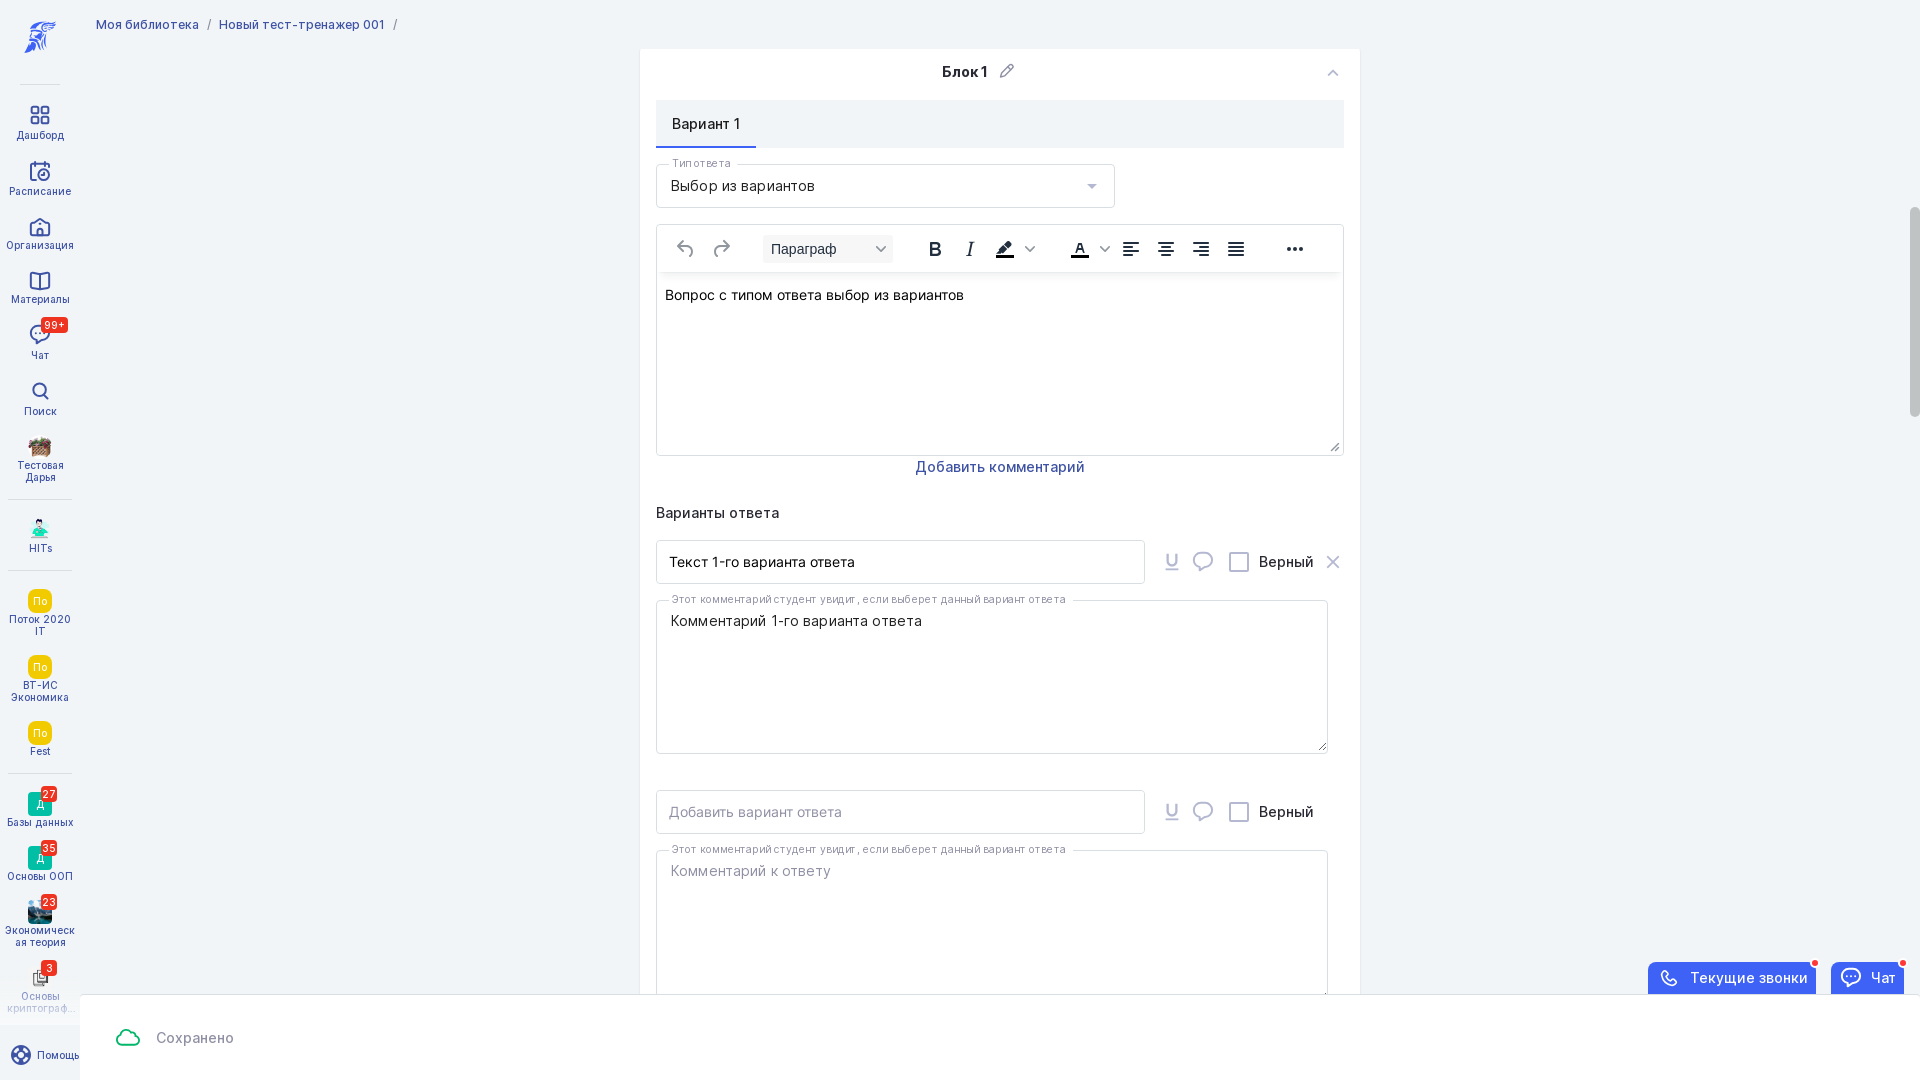 Моя библиотека / Новый тест-тренажер 001 /
Дашборд
Расписание
Организация
Материалы
99+
Чат
Поиск
Тестовая
Дарья
HITs
По
Поток 2020
IT
По
ВТ-ИС
Экономика
По
Fest
27
Д
Базы данных
35
Д
Основы ООП
23
Экономическ
ая теория
3
Основы
криптограф...
Помощь
Блок 1
Вариант 1
Тип ответа
Выбор из вариантов
Параграф
Вопрос с типом ответа выбор из вариантов
Добавить комментарий
Варианты ответа
Текст 1-го варианта ответа
Верный
Этот комментарий студент увидит, если выберет данный вариант ответа
Комментарий 1-го варианта ответа
Добавить вариант ответа
Верный
Этот комментарий студент увидит, если выберет данный вариант ответа
Комментарий к ответу
Текущие звонки
Чат
Сохранено